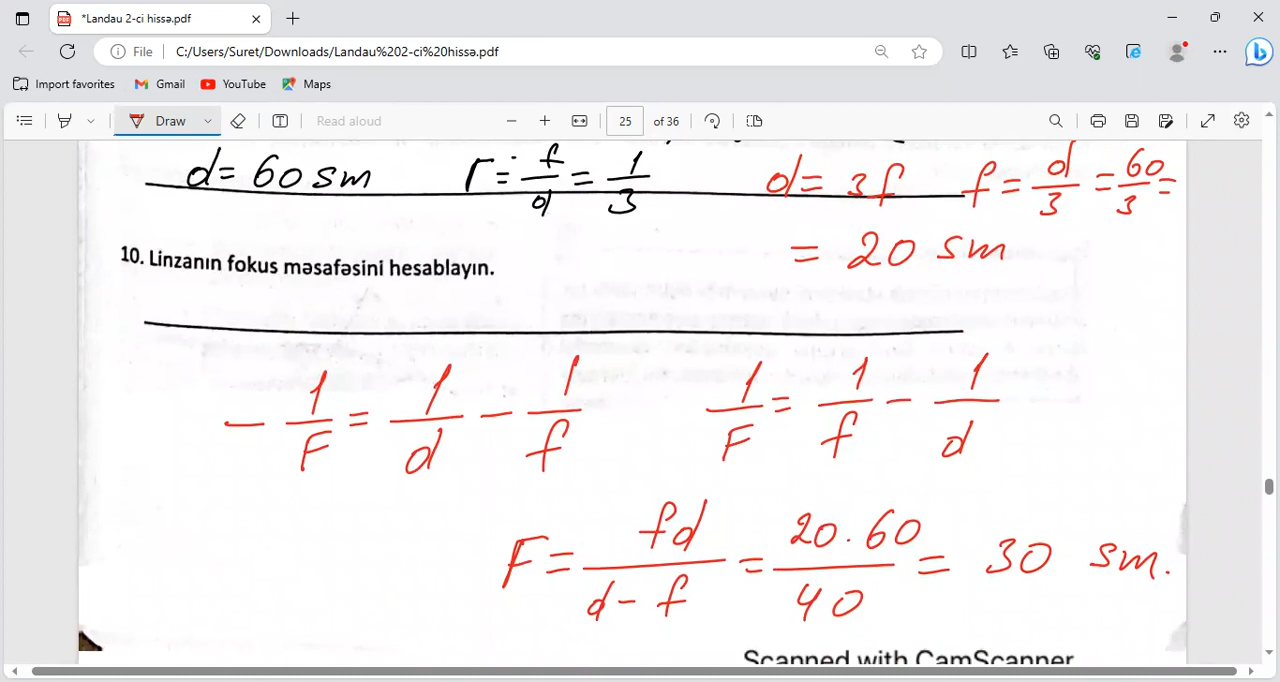 *Landau 2-ci hissə.pdf
File | C:/Users/Suret/Downloads/Landau%202-ci%20hissə.pdf
Import favorites Gmail YouTube Maps
Draw Read aloud 25 of 36
d = 60 sm Γ = f/d = 1/3 d = 3f f = d/3 = 60/3 =
= 20 sm
10. Linzanın fokus məsafəsini hesablayın.
- 1/F = 1/d - 1/f 1/F = 1/f - 1/d
F = fd/(d - f) = 20.60/40 = 30 sm.
Scanned with CamScanner